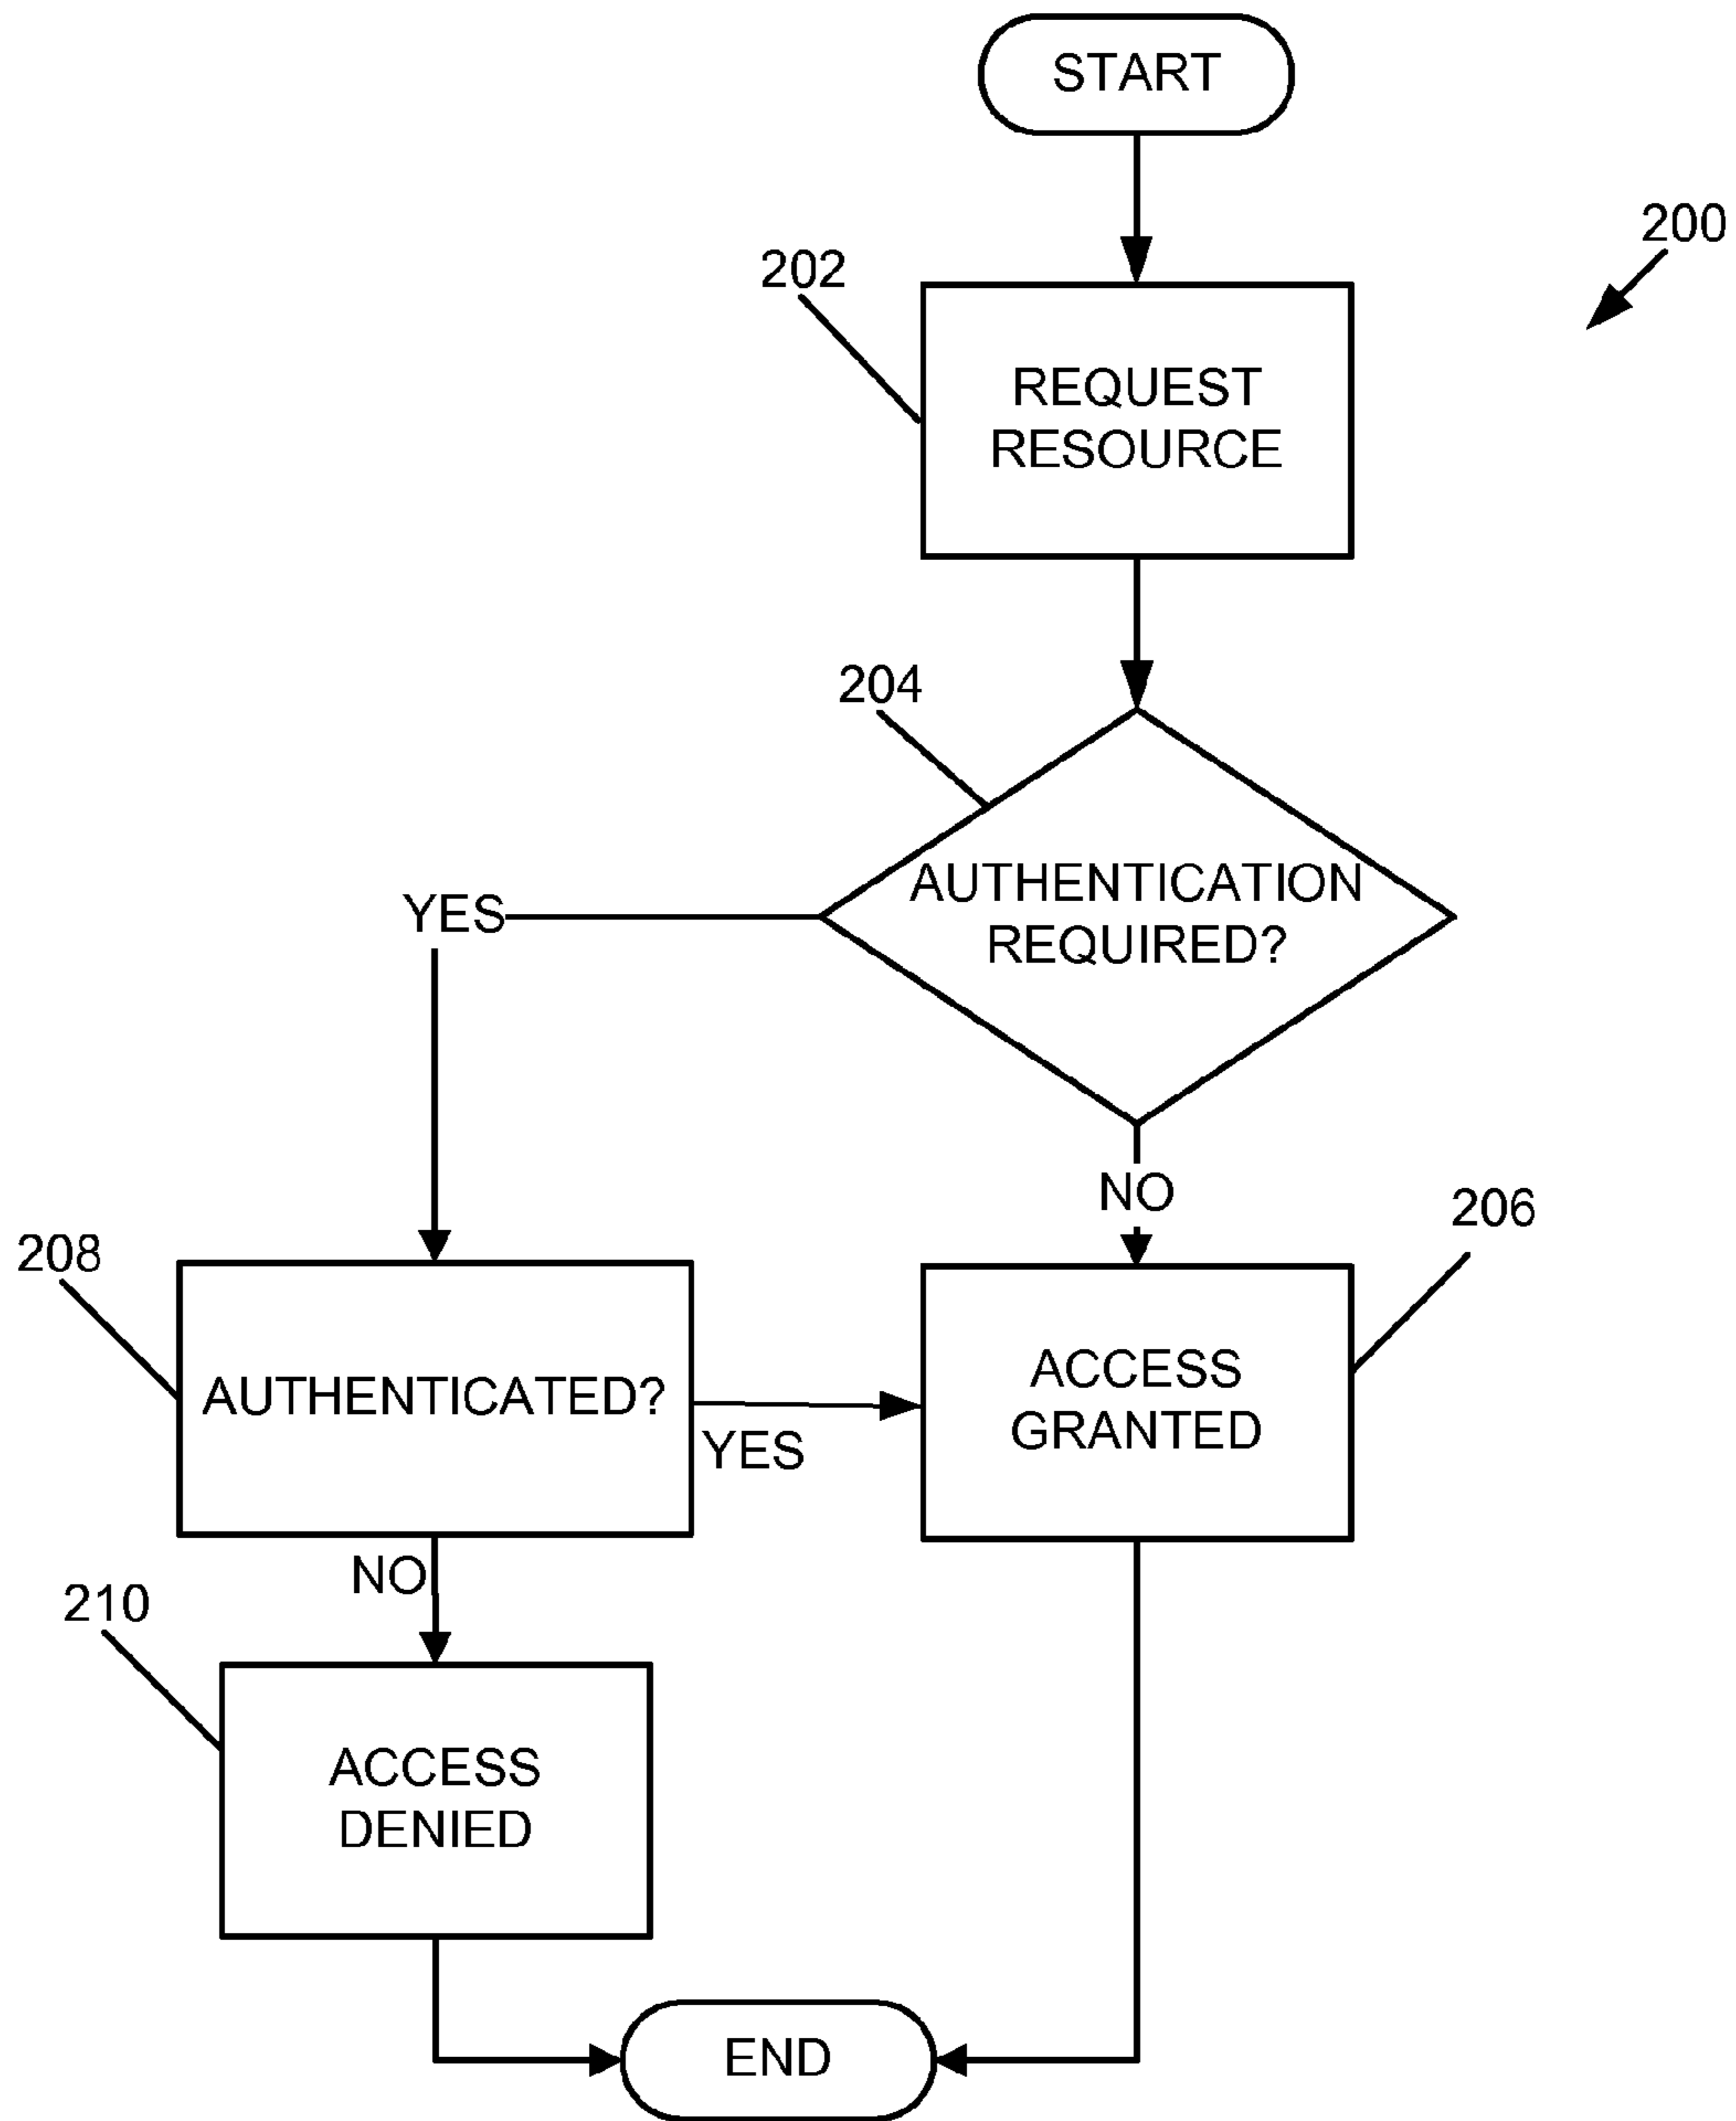 START
200
202
REQUEST
RESOURCE
204
AUTHENTICATION
REQUIRED?
YES
NO
206
208
AUTHENTICATED?
YES
ACCESS
GRANTED
NO
210
ACCESS
DENIED
END